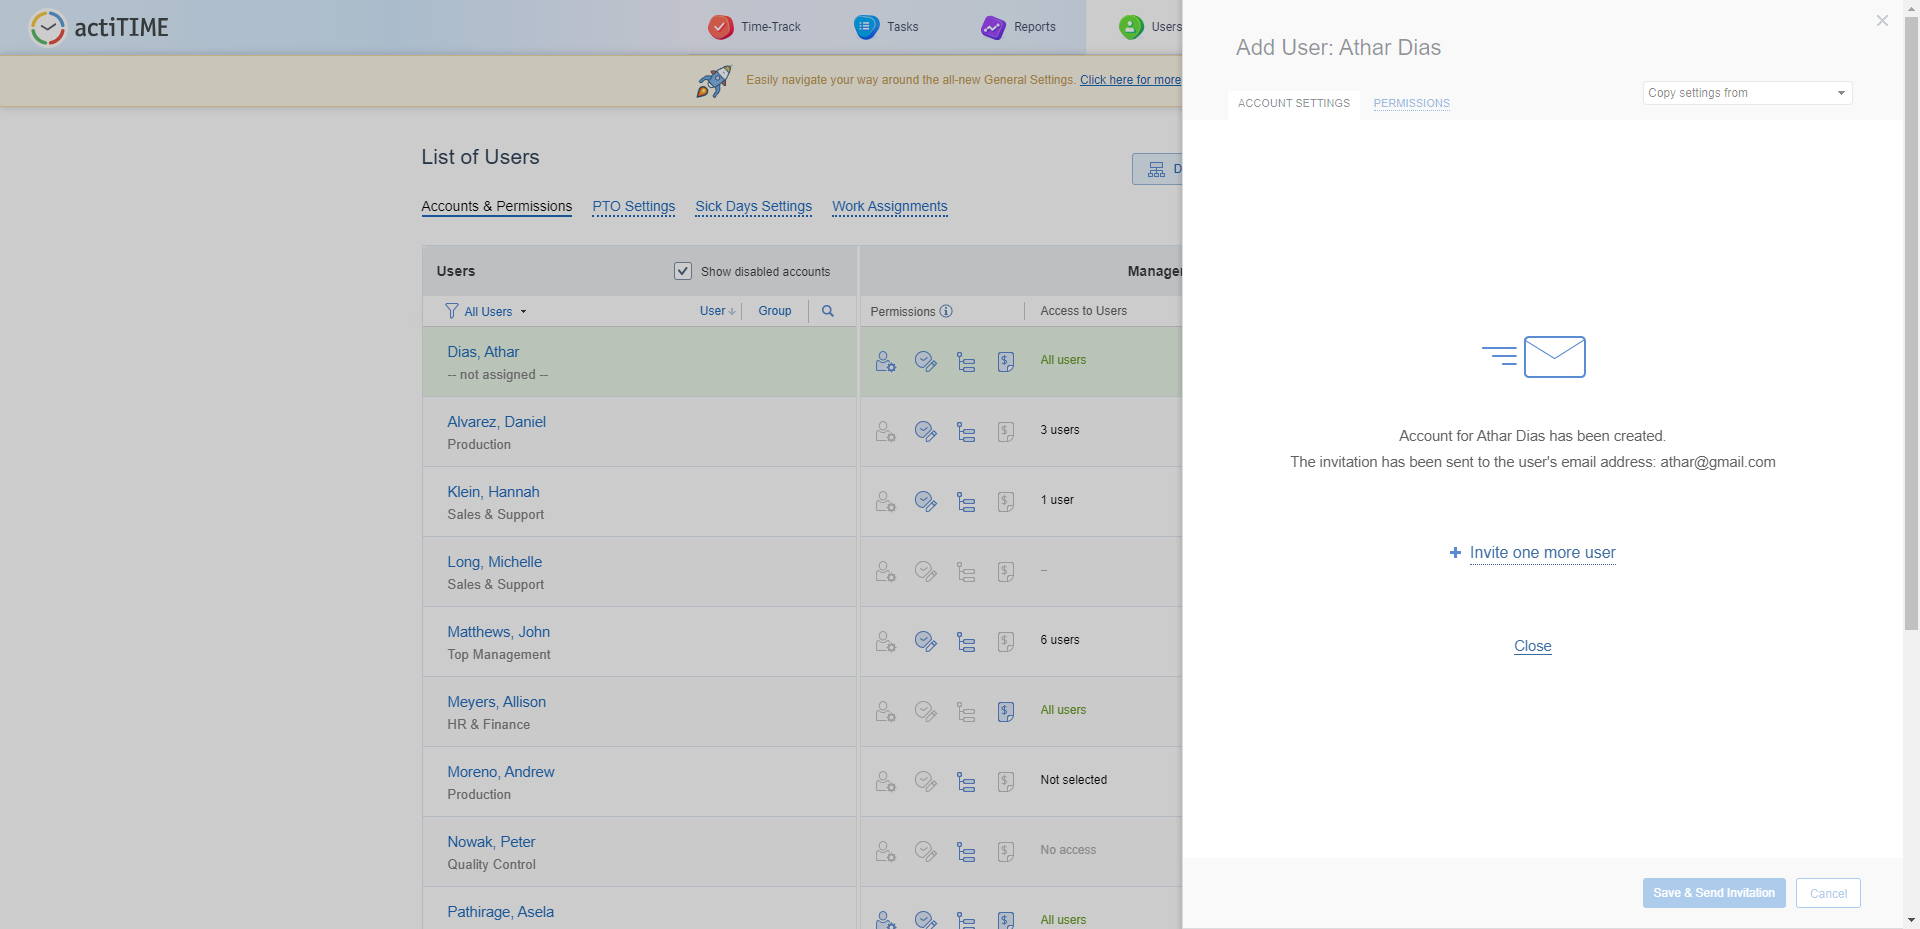 actiTIME
Time-Track
Tasks
Reports
Users
Easily navigate your way around the all-new General Settings. Click here for more
List of Users
Accounts & Permissions
PTO Settings
Sick Days Settings
Work Assignments
Users
Show disabled accounts
All Users
User
Group
Permissions
Access to Users
Dias, Athar
-- not assigned --
All users
Alvarez, Daniel
Production
3 users
Klein, Hannah
Sales & Support
1 user
Long, Michelle
Sales & Support
–
Matthews, John
Top Management
6 users
Meyers, Allison
HR & Finance
All users
Moreno, Andrew
Production
Not selected
Nowak, Peter
Quality Control
No access
Pathirage, Asela
All users
Add User: Athar Dias
ACCOUNT SETTINGS
PERMISSIONS
Copy settings from
Account for Athar Dias has been created.
The invitation has been sent to the user's email address: athar@gmail.com
+ Invite one more user
Close
Save & Send Invitation
Cancel